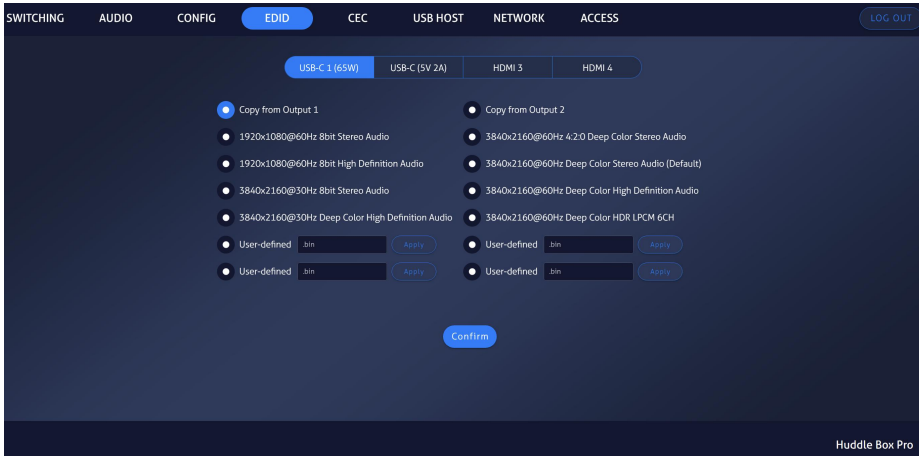 SWITCHING AUDIO CONFIG EDID CEC USB HOST NETWORK ACCESS LOG OUT
USB-C 1 (65W) USB-C (5V 2A) HDMI 3 HDMI 4
Copy from Output 1 Copy from Output 2
1920x1080@60Hz 8bit Stereo Audio 3840x2160@60Hz 4:2:0 Deep Color Stereo Audio
1920x1080@60Hz 8bit High Definition Audio 3840x2160@60Hz Deep Color Stereo Audio (Default)
3840x2160@30Hz 8bit Stereo Audio 3840x2160@60Hz Deep Color High Definition Audio
3840x2160@30Hz Deep Color High Definition Audio 3840x2160@60Hz Deep Color HDR LPCM 6CH
User-defined .bin Apply User-defined .bin Apply
User-defined .bin Apply User-defined .bin Apply
Confirm
Huddle Box Pro